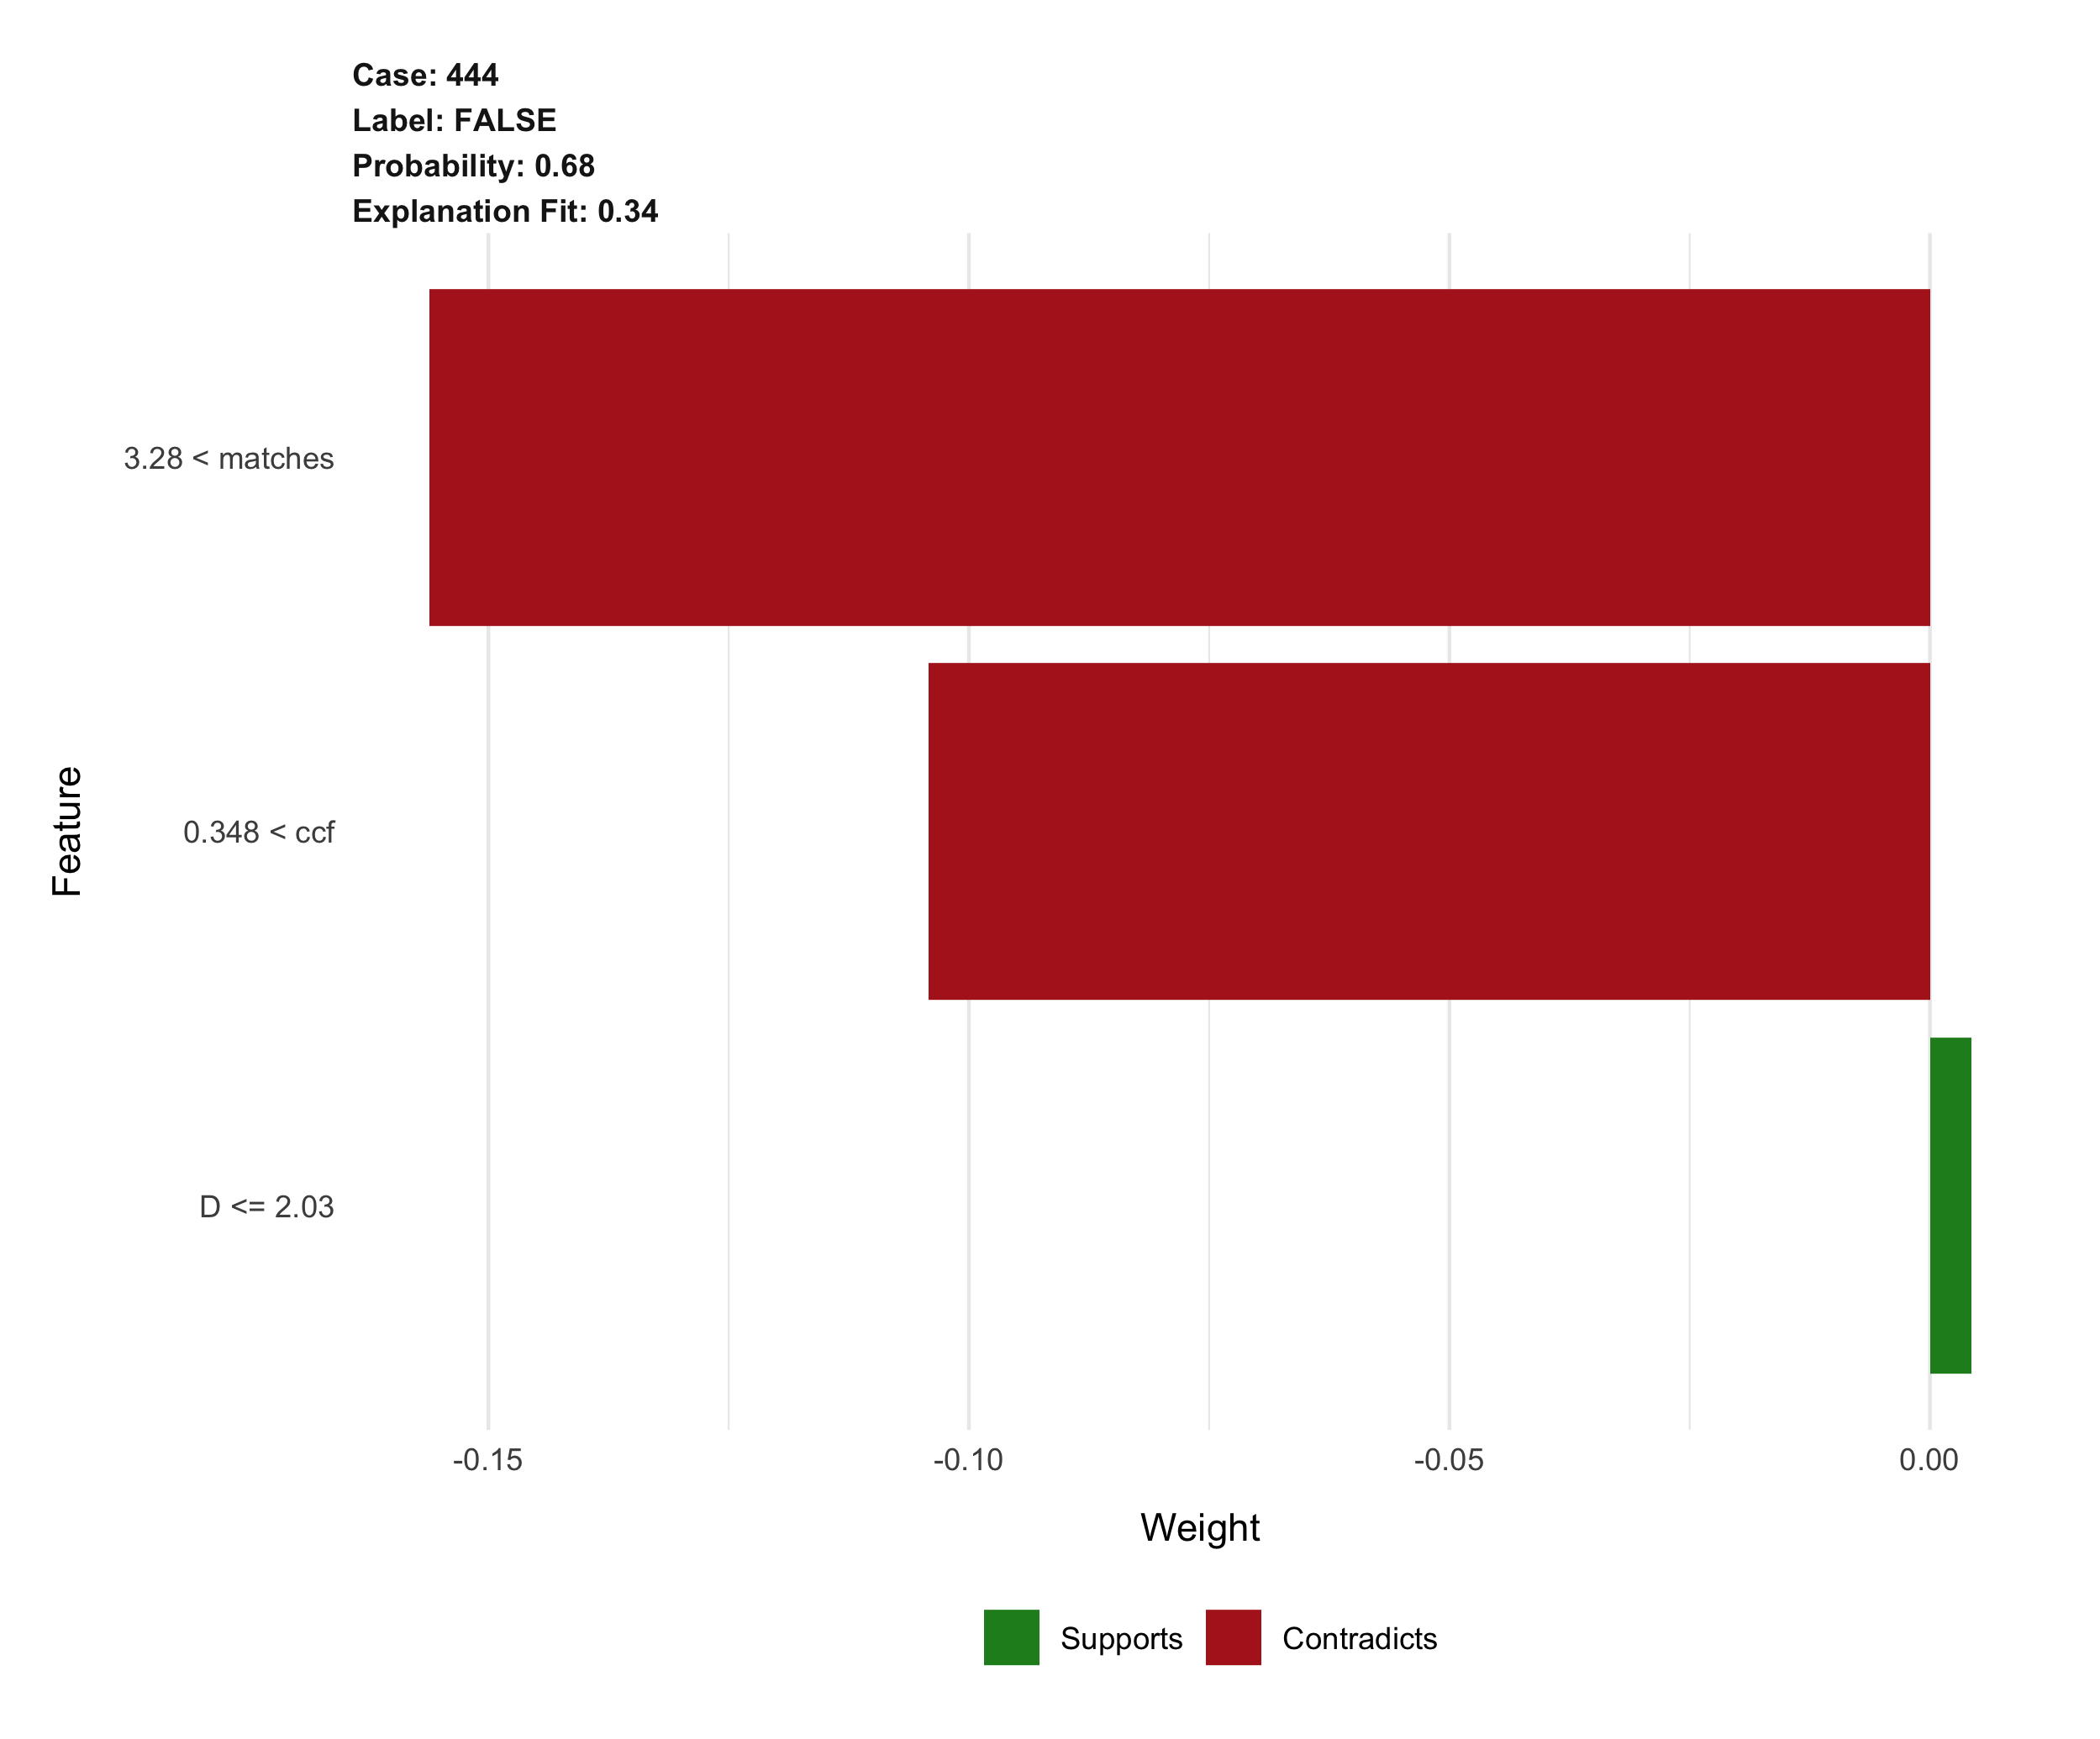 Case: 444
Label: FALSE
Probability: 0.68
Explanation Fit: 0.34
3.28 < matches
0.348 < ccf
D <= 2.03
Feature
-0.15
-0.10
-0.05
0.00
Weight
Supports
Contradicts